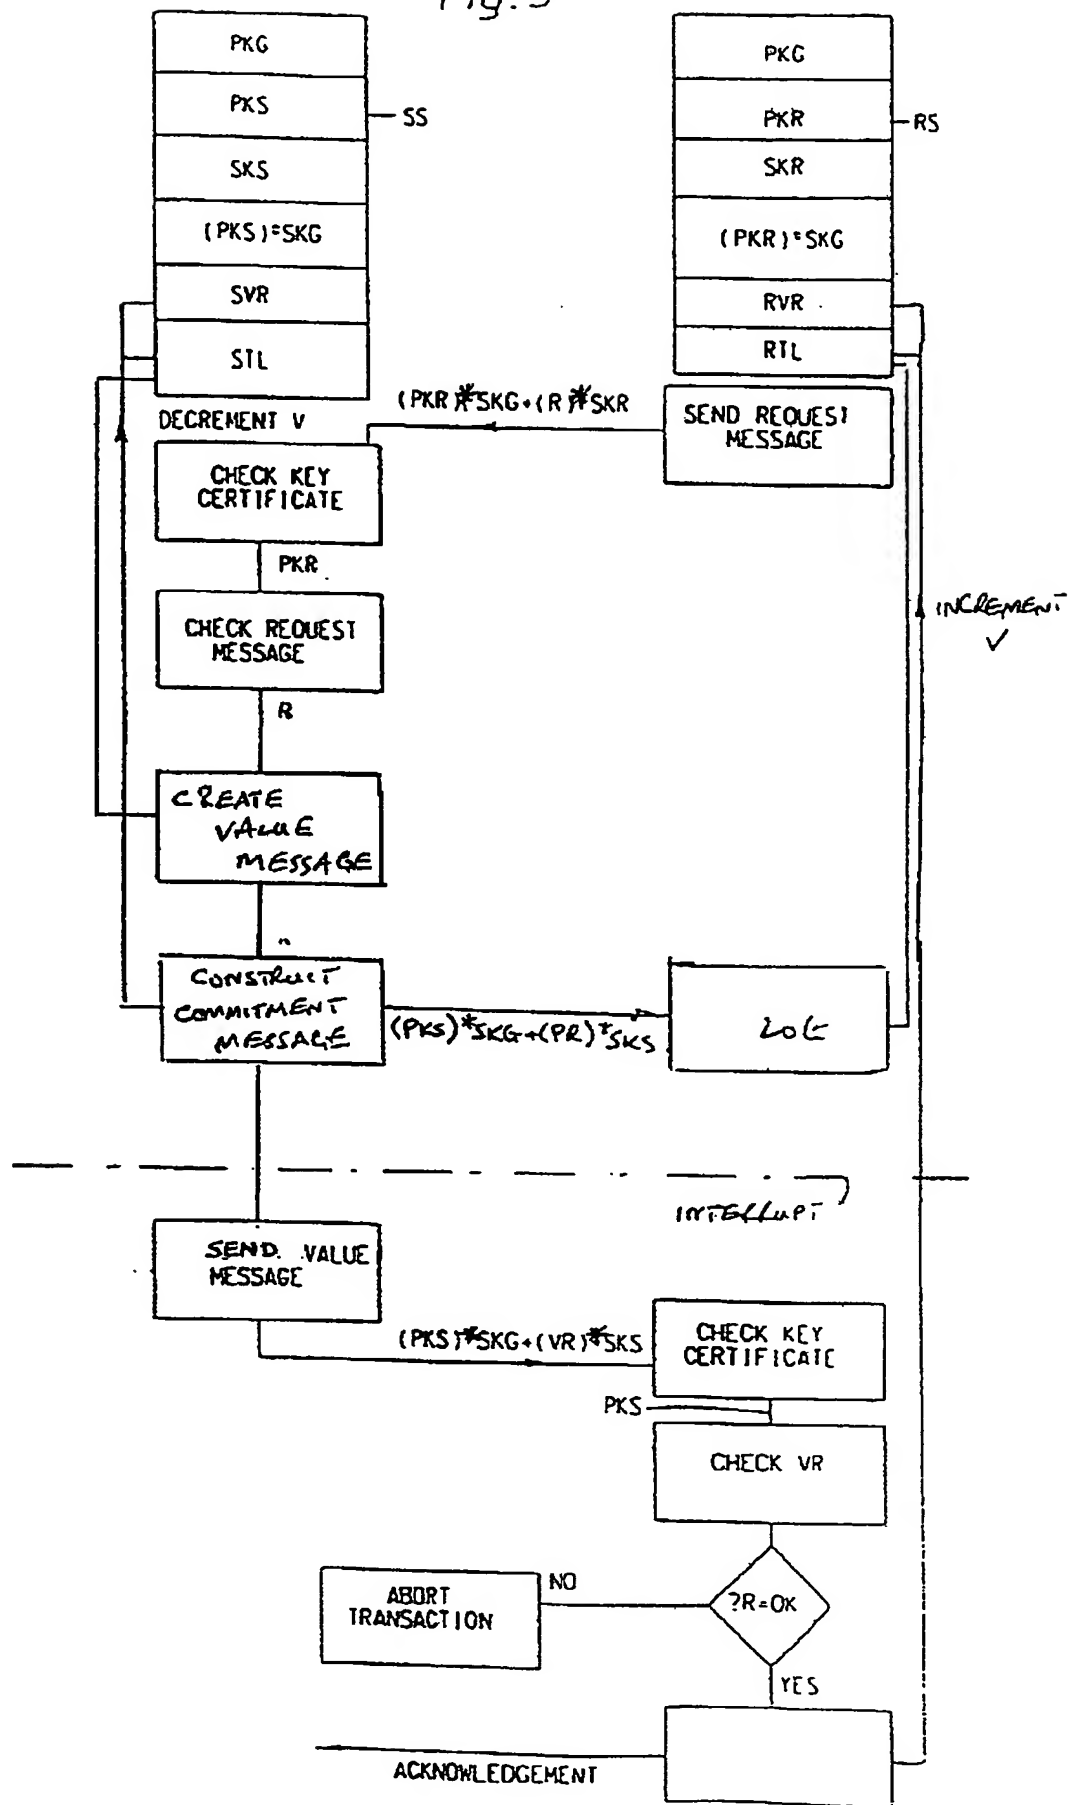 PKG
PKS
SS
SKS
(PKS)*SKG
SVR
STL
PKG
PKR
RS
SKR
(PKR)*SKG
RVR
RTL
DECREMENT V
(PKR)*SKG+(R)*SKR
SEND REQUEST
MESSAGE
CHECK KEY
CERTIFICATE
PKR
CHECK REQUEST
MESSAGE
INCREMENT
V
R
CREATE
VALUE
MESSAGE
CONSTRUCT
COMMITMENT
MESSAGE
(PKS)*SKG+(PR)*SKS
INTERRUPT
SEND VALUE
MESSAGE
(PKS)*SKG+(VR)*SKS
CHECK KEY
CERTIFICATE
PKS
CHECK VR
?R=OK
NO
ABORT
TRANSACTION
YES
ACKNOWLEDGEMENT